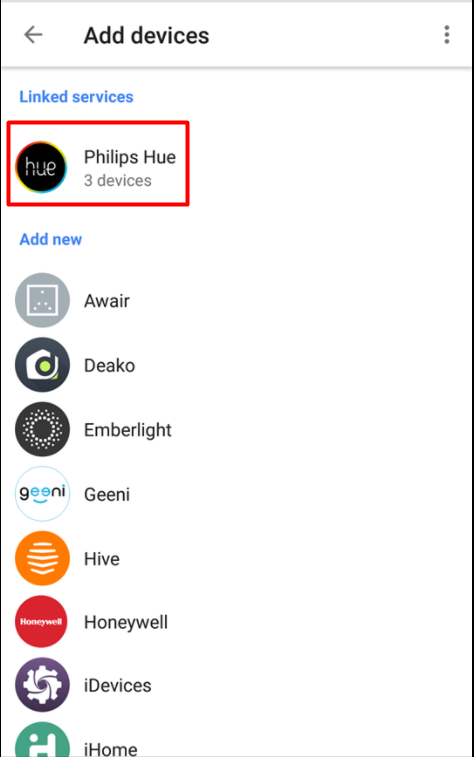 Add devices
Linked services
hue
Philips Hue
3 devices
Add new
Awair
Deako
Emberlight
geeni
Geeni
Hive
Honeywell
Honeywell
iDevices
iHome